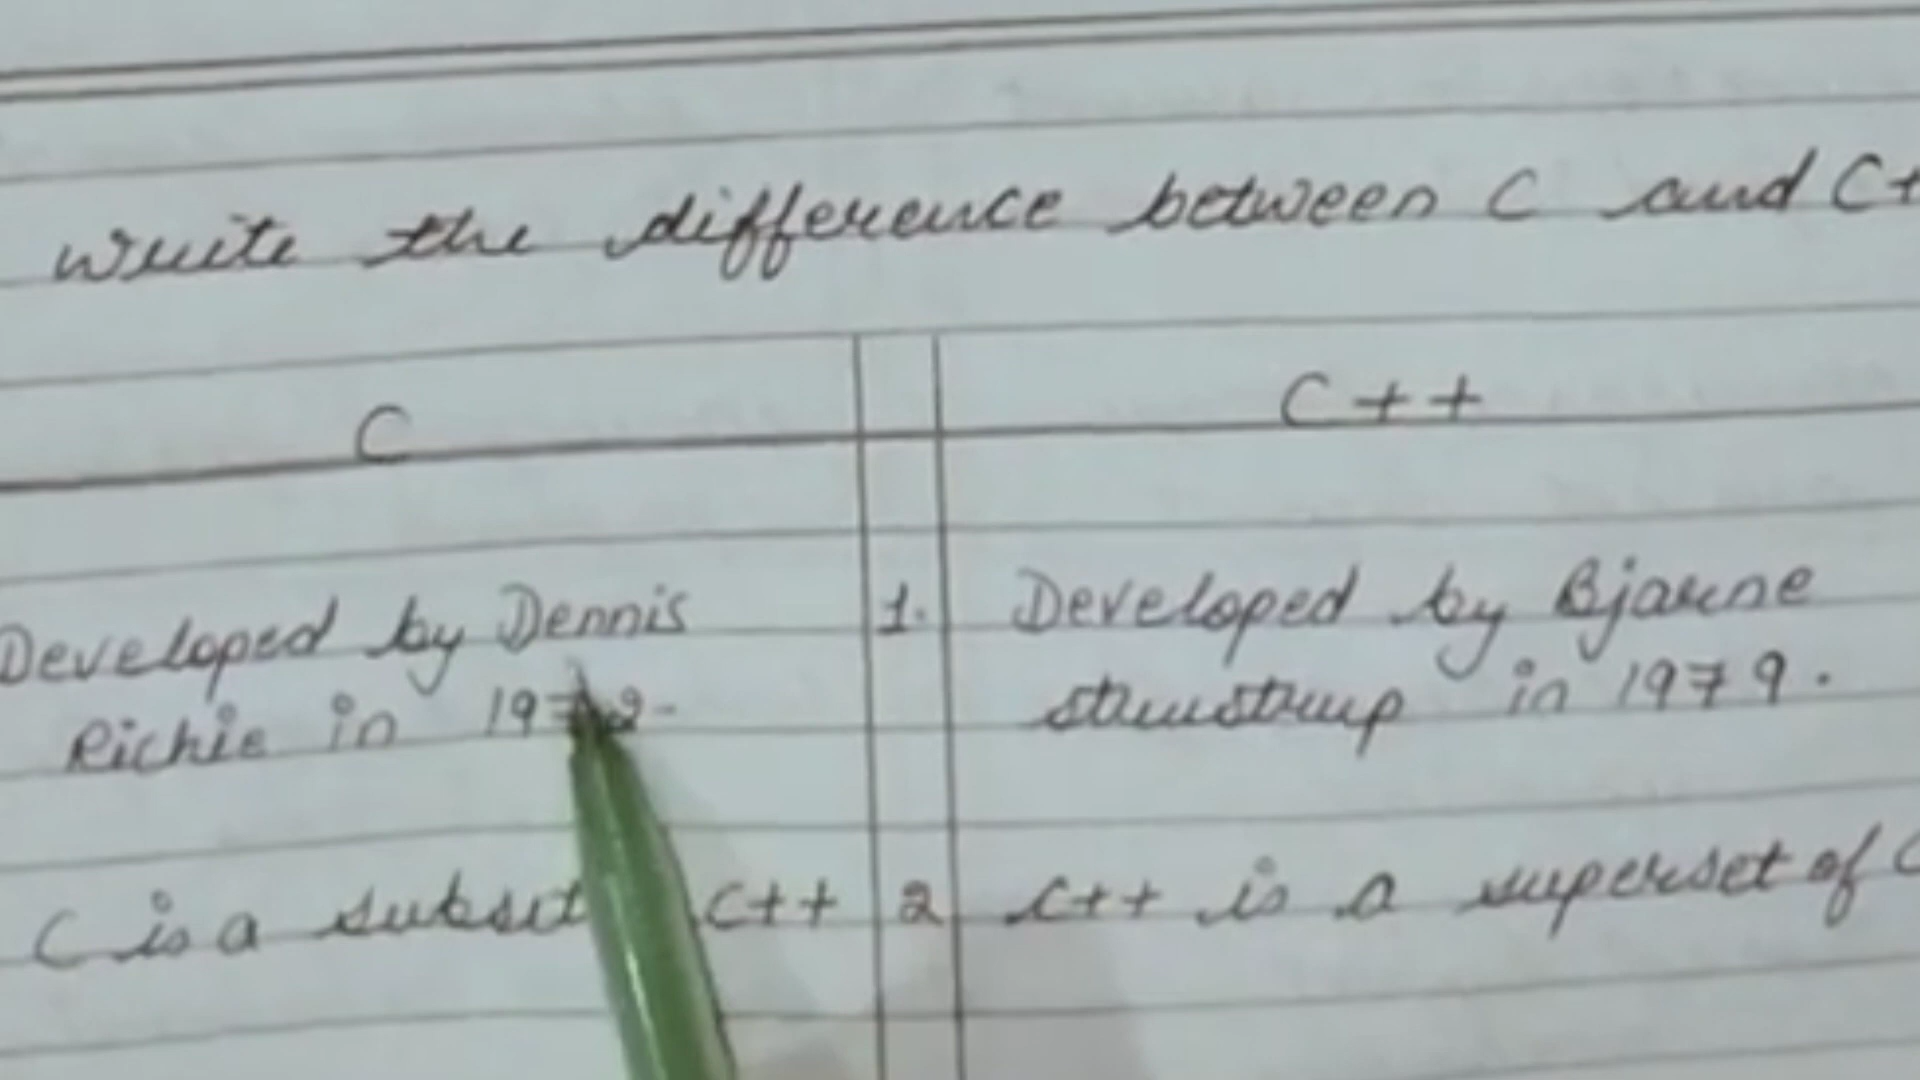 Write the difference between C and C+
C
C++
Developed by Dennis
Richie in 1972.
1. Developed by Bjarne
stroustrup in 1979.
C is a subset C++
2 C++ is a superset of C